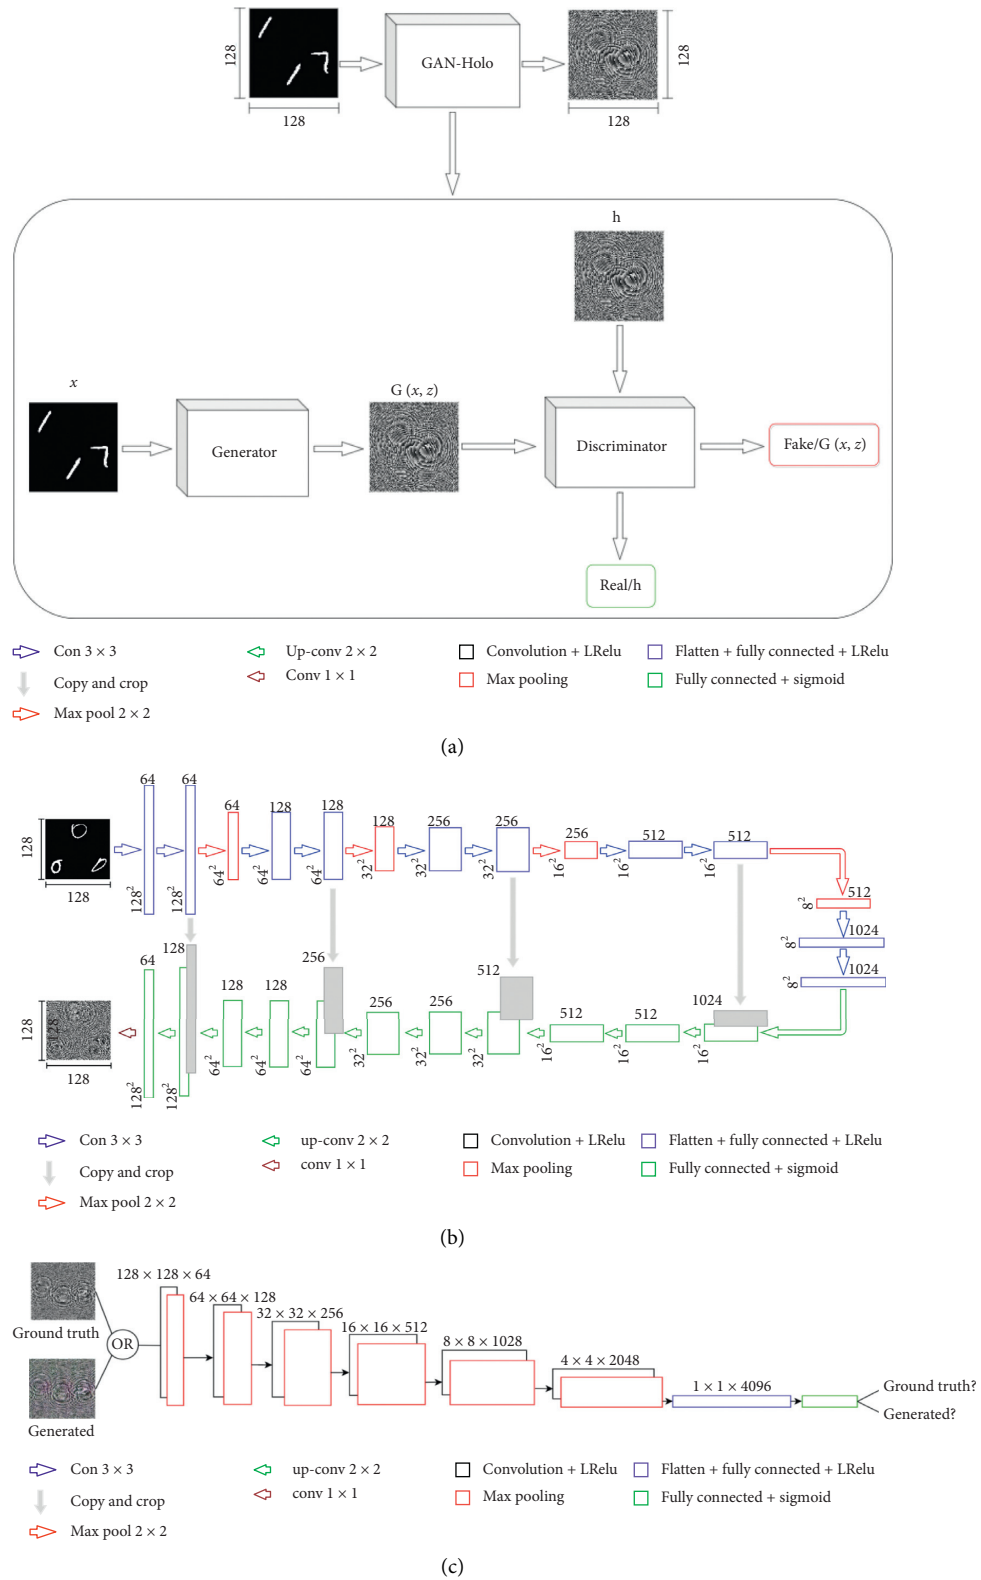 128
GAN-Holo
128
128
128
h
x
G (x, z)
Generator
Discriminator
Fake/G (x, z)
Real/h
Con 3 × 3
Up-conv 2 × 2
Convolution + LRelu
Flatten + fully connected + LRelu
Copy and crop
Conv 1 × 1
Max pooling
Fully connected + sigmoid
Max pool 2 × 2
(a)
64
64
64
128
128
128
256
256
256
512
512
128
128
128²
128²
64²
64²
64²
32²
32²
32²
16²
16²
16²
512
8²
1024
8²
1024
8²
64
128
128
128
256
256
256
512
512
512
1024
128
128
128
128²
128²
64²
64²
64²
32²
32²
32²
16²
16²
16²
Con 3 × 3
up-conv 2 × 2
Convolution + LRelu
Flatten + fully connected + LRelu
Copy and crop
conv 1 × 1
Max pooling
Fully connected + sigmoid
Max pool 2 × 2
(b)
128 × 128 × 64
64 × 64 × 128
32 × 32 × 256
16 × 16 × 512
8 × 8 × 1028
4 × 4 × 2048
1 × 1 × 4096
Ground truth
OR
Generated
Ground truth?
Generated?
Con 3 × 3
up-conv 2 × 2
Convolution + LRelu
Flatten + fully connected + LRelu
Copy and crop
conv 1 × 1
Max pooling
Fully connected + sigmoid
Max pool 2 × 2
(c)